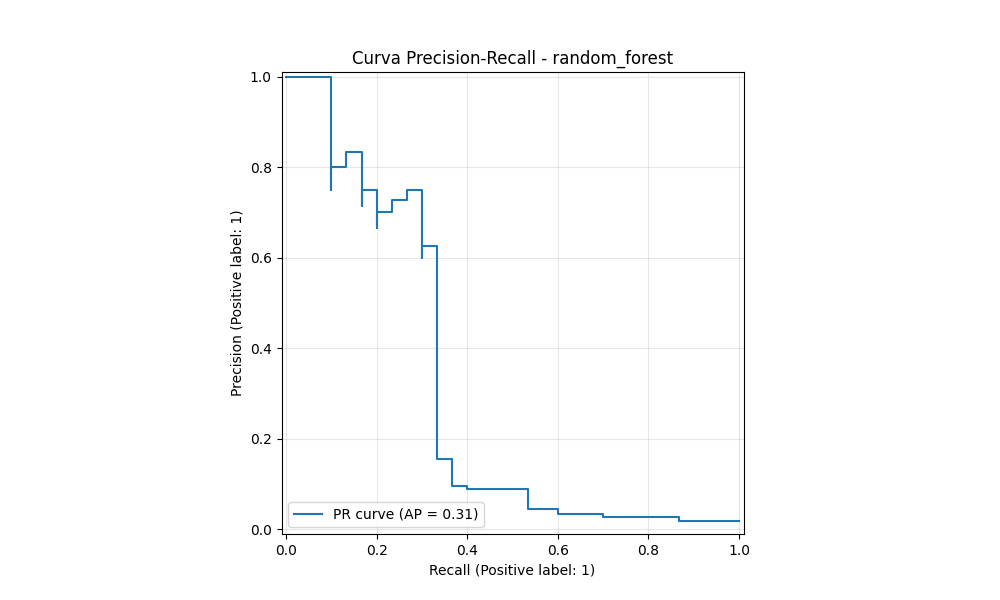 Curva Precision-Recall - random_forest
1.0
0.8
0.6
0.4
0.2
0.0
Precision (Positive label: 1)
PR curve (AP = 0.31)
0.0 0.2 0.4 0.6 0.8 1.0
Recall (Positive label: 1)